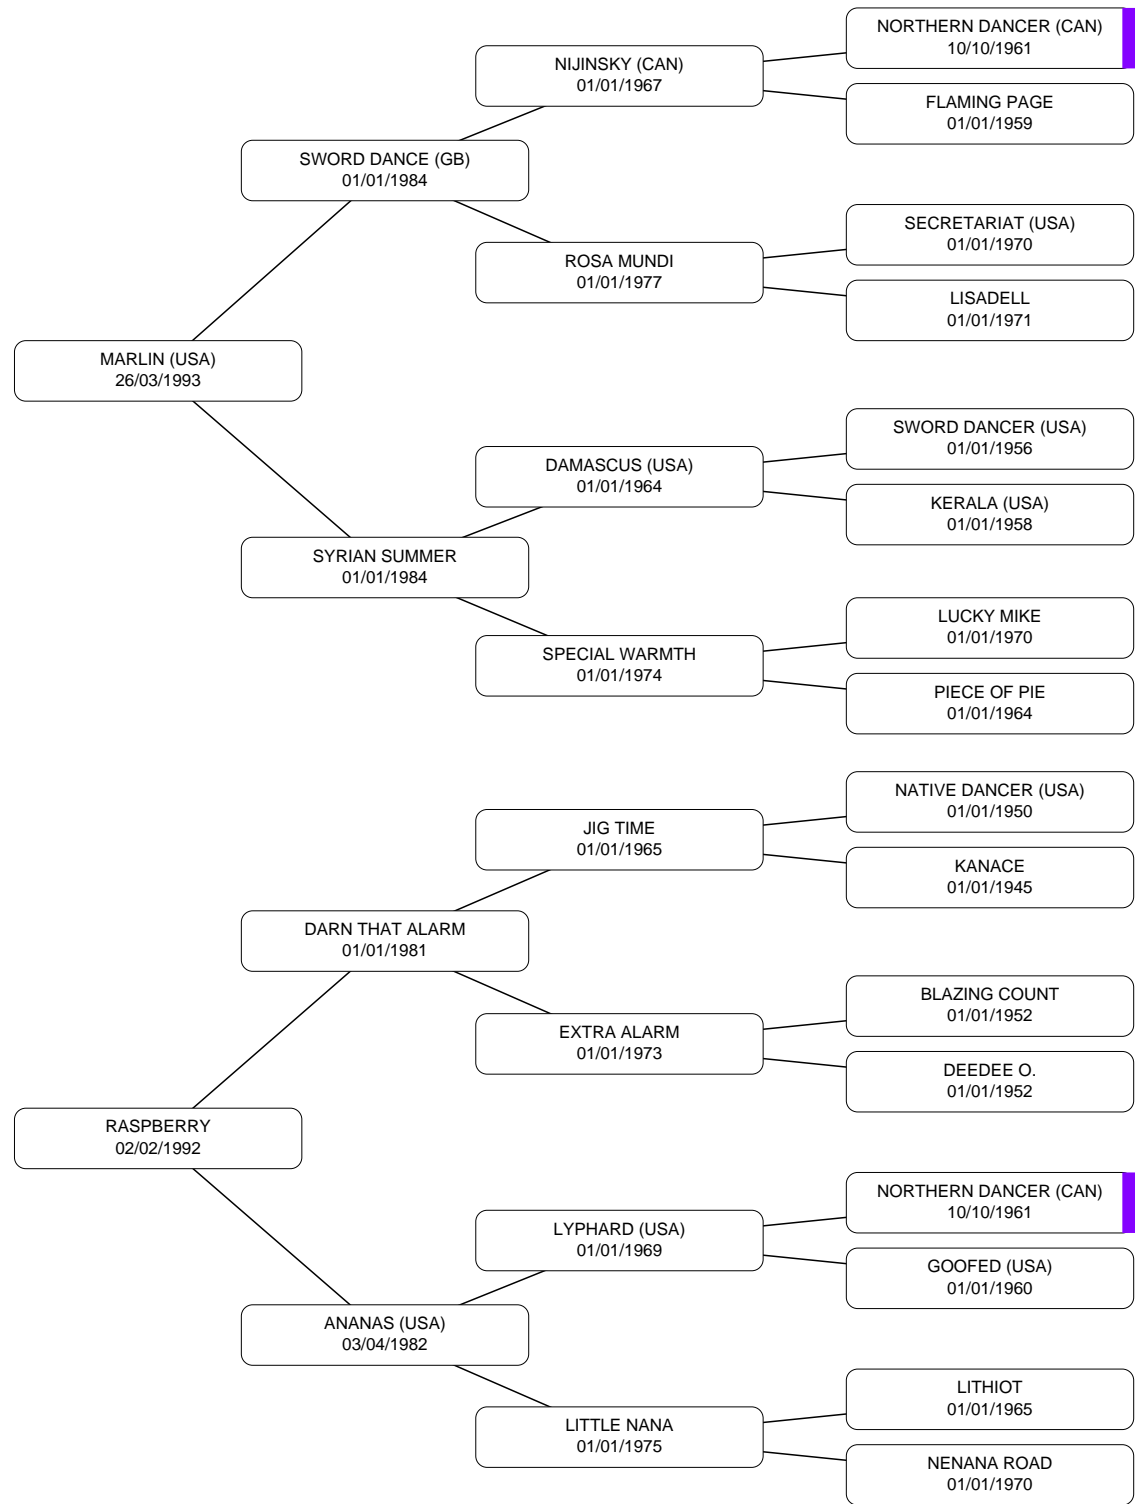 NORTHERN DANCER (CAN)
10/10/1961
NIJINSKY (CAN)
01/01/1967
FLAMING PAGE
01/01/1959
SWORD DANCE (GB)
01/01/1984
SECRETARIAT (USA)
01/01/1970
ROSA MUNDI
01/01/1977
LISADELL
01/01/1971
MARLIN (USA)
26/03/1993
SWORD DANCER (USA)
01/01/1956
DAMASCUS (USA)
01/01/1964
KERALA (USA)
01/01/1958
SYRIAN SUMMER
01/01/1984
LUCKY MIKE
01/01/1970
SPECIAL WARMTH
01/01/1974
PIECE OF PIE
01/01/1964
NATIVE DANCER (USA)
01/01/1950
JIG TIME
01/01/1965
KANACE
01/01/1945
DARN THAT ALARM
01/01/1981
BLAZING COUNT
01/01/1952
EXTRA ALARM
01/01/1973
DEEDEE O.
01/01/1952
RASPBERRY
02/02/1992
NORTHERN DANCER (CAN)
10/10/1961
LYPHARD (USA)
01/01/1969
GOOFED (USA)
01/01/1960
ANANAS (USA)
03/04/1982
LITHIOT
01/01/1965
LITTLE NANA
01/01/1975
NENANA ROAD
01/01/1970